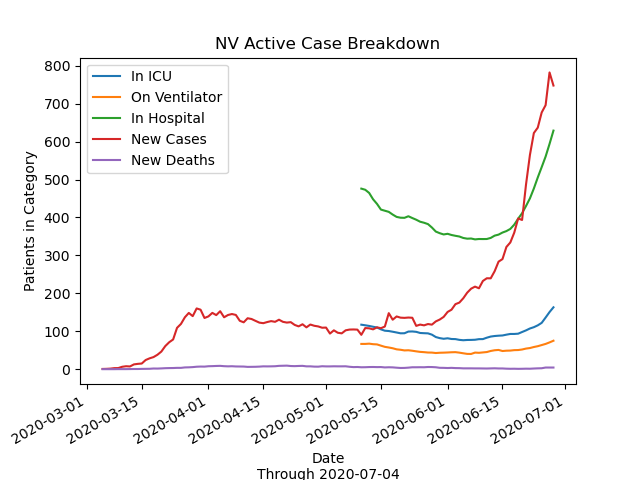 NV Active Case Breakdown
In ICU
On Ventilator
In Hospital
New Cases
New Deaths
Patients in Category
800
700
600
500
400
300
200
100
0
2020-03-01
2020-03-15
2020-04-01
2020-04-15
2020-05-01
2020-05-15
2020-06-01
2020-06-15
2020-07-01
Date
Through 2020-07-04